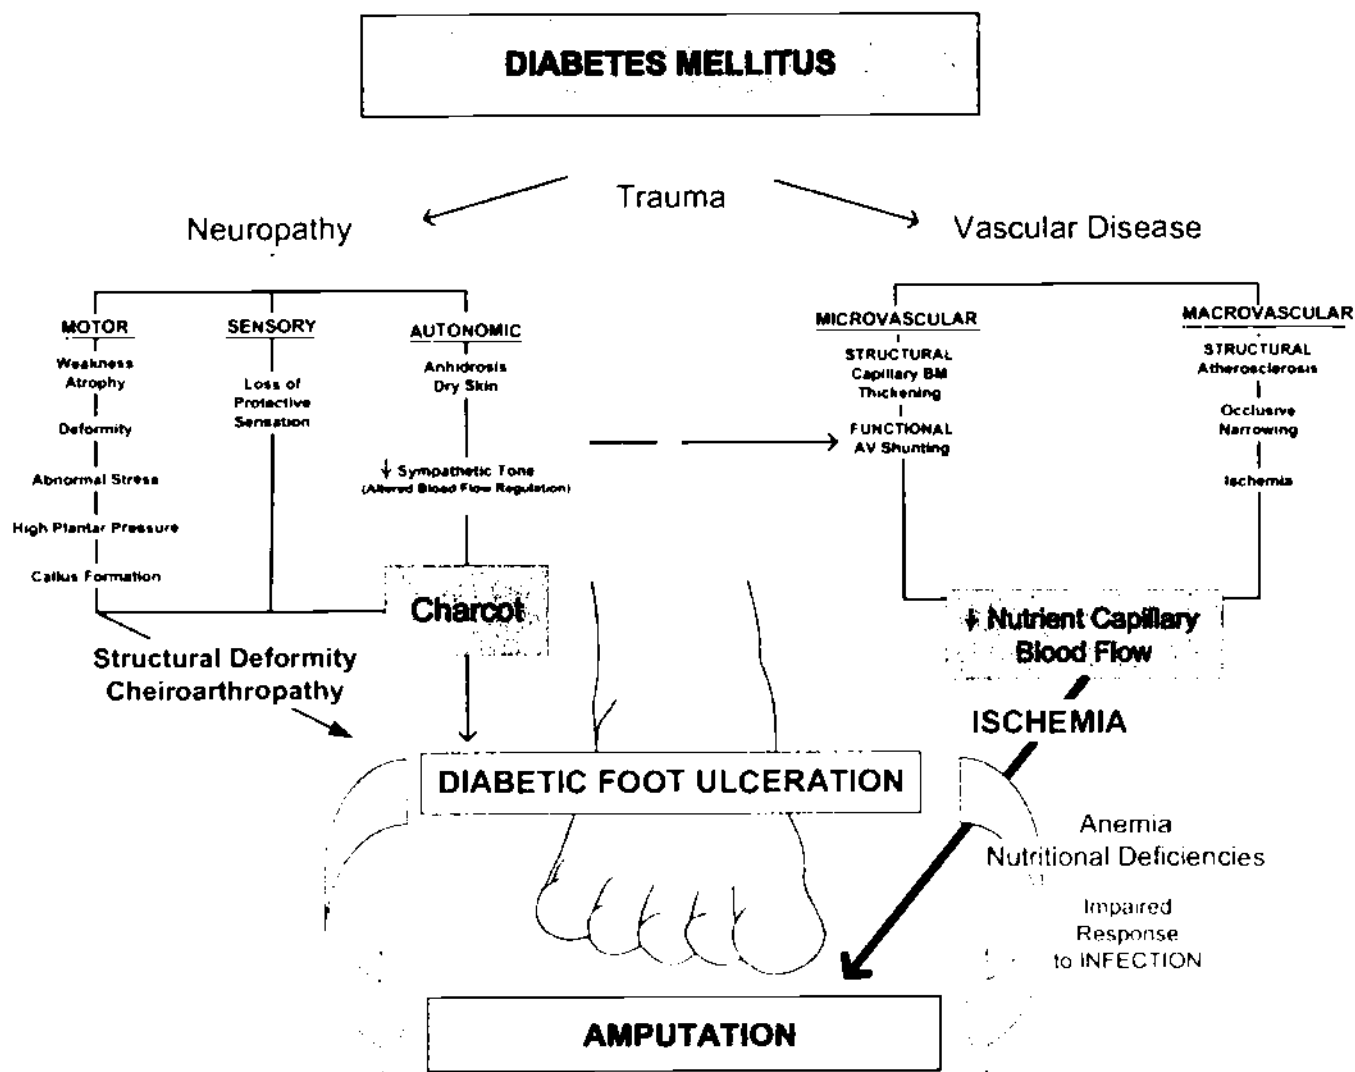 DIABETES MELLITUS
Trauma
Neuropathy
Vascular Disease
MOTOR
Weakness
Atrophy
Deformity
Abnormal Stress
High Plantar Pressure
Callus Formation
SENSORY
Loss of
Protective
Sensation
AUTONOMIC
Anhidrosis
Dry Skin
↓ Sympathetic Tone
(Altered Blood Flow Regulation)
MICROVASCULAR
STRUCTURAL
Capillary BM
Thickening
FUNCTIONAL
AV Shunting
MACROVASCULAR
STRUCTURAL
Atherosclerosis
Occlusive
Narrowing
Ischemia
Charcot
↓ Nutrient Capillary
Blood Flow
Structural Deformity
Cheiroarthropathy
ISCHEMIA
DIABETIC FOOT ULCERATION
Anemia
Nutritional Deficiencies
Impaired
Response
to INFECTION
AMPUTATION